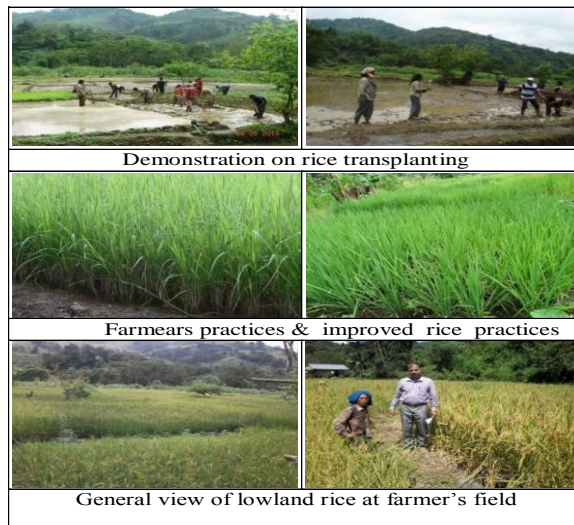 Demonstration on rice transplanting
Farmears practices & improved rice practices
General view of lowland rice at farmer's field